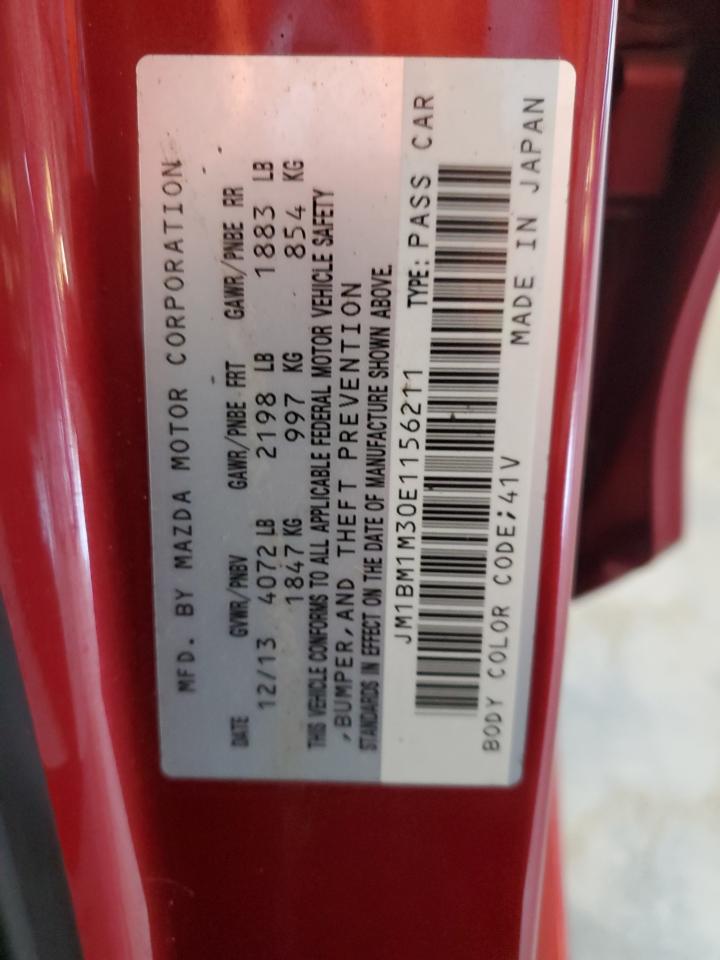 MFD. BY MAZDA MOTOR CORPORATION
DATE GVWR/PNBV GAWR/PNBE FRT GAWR/PNBE RR
12/13 4072 LB 2198 LB 1883 LB
1847 KG 997 KG 854 KG
THIS VEHICLE CONFORMS TO ALL APPLICABLE FEDERAL MOTOR VEHICLE SAFETY
,BUMPER,AND THEFT PREVENTION
STANDARDS IN EFFECT ON THE DATE OF MANUFACTURE SHOWN ABOVE.
JM1BM1M30E1156211 TYPE: PASS CAR
BODY COLOR CODE;41V MADE IN JAPAN